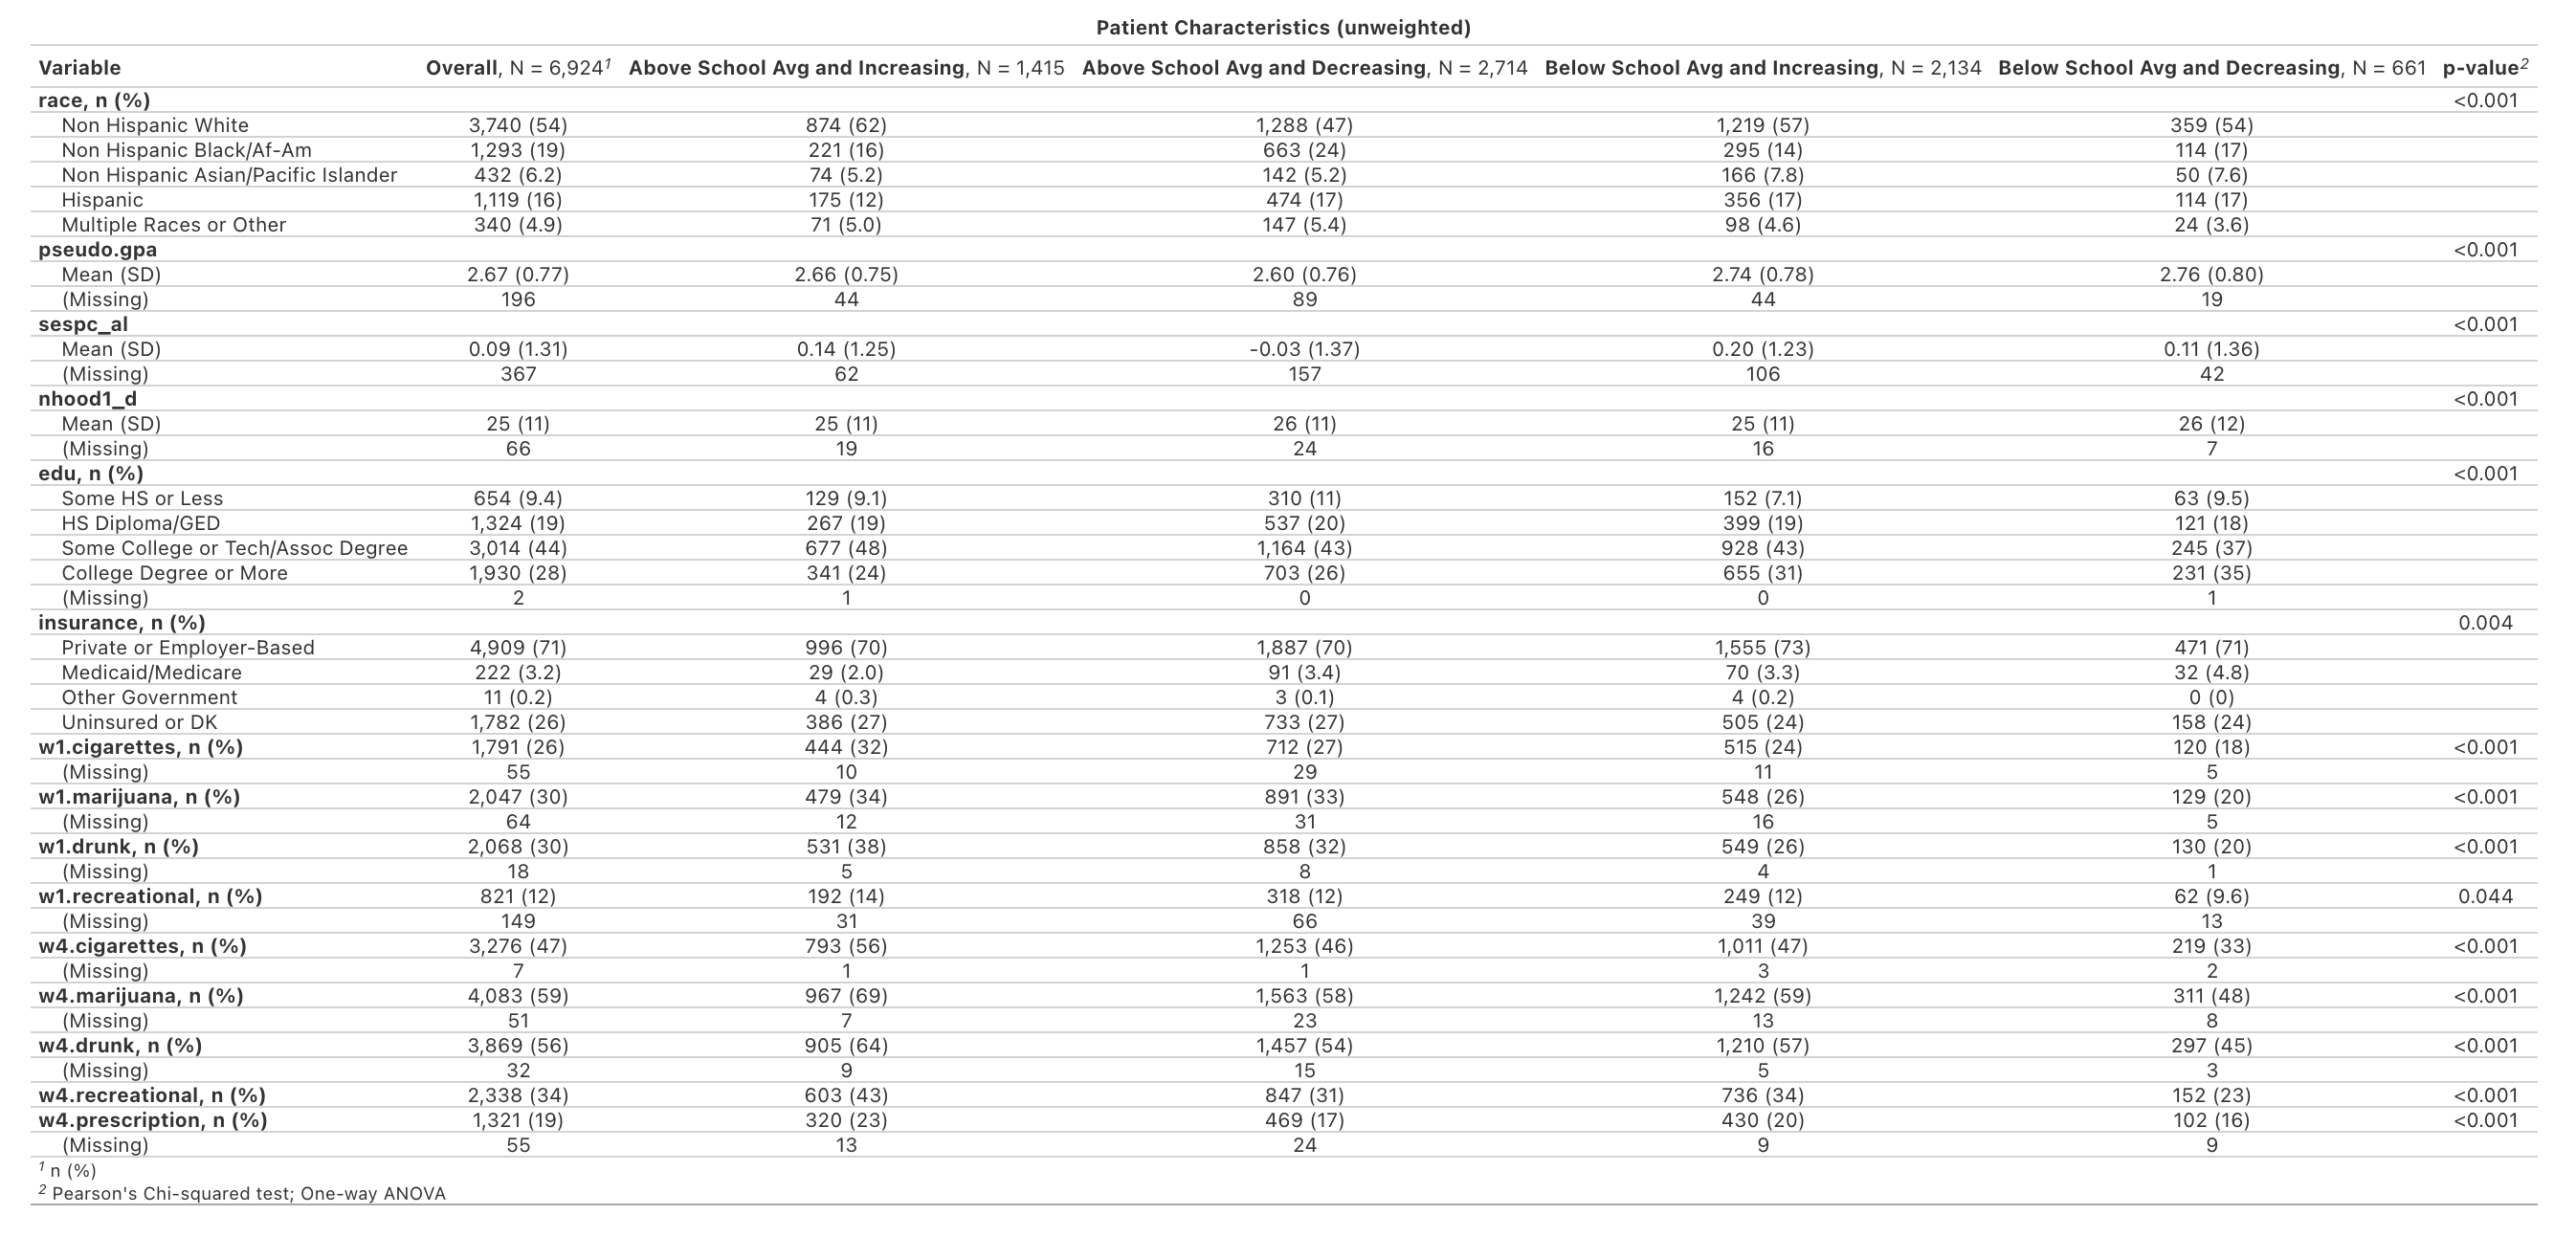 Patient Characteristics (unweighted)
Variable Overall, N = 6,924¹ Above School Avg and Increasing, N = 1,415 Above School Avg and Decreasing, N = 2,714 Below School Avg and Increasing, N = 2,134 Below School Avg and Decreasing, N = 661 p-value²
race, n (%) <0.001
Non Hispanic White 3,740 (54) 874 (62) 1,288 (47) 1,219 (57) 359 (54)
Non Hispanic Black/Af-Am 1,293 (19) 221 (16) 663 (24) 295 (14) 114 (17)
Non Hispanic Asian/Pacific Islander 432 (6.2) 74 (5.2) 142 (5.2) 166 (7.8) 50 (7.6)
Hispanic 1,119 (16) 175 (12) 474 (17) 356 (17) 114 (17)
Multiple Races or Other 340 (4.9) 71 (5.0) 147 (5.4) 98 (4.6) 24 (3.6)
pseudo.gpa <0.001
Mean (SD) 2.67 (0.77) 2.66 (0.75) 2.60 (0.76) 2.74 (0.78) 2.76 (0.80)
(Missing) 196 44 89 44 19
sespc_al <0.001
Mean (SD) 0.09 (1.31) 0.14 (1.25) -0.03 (1.37) 0.20 (1.23) 0.11 (1.36)
(Missing) 367 62 157 106 42
nhood1_d <0.001
Mean (SD) 25 (11) 25 (11) 26 (11) 25 (11) 26 (12)
(Missing) 66 19 24 16 7
edu, n (%) <0.001
Some HS or Less 654 (9.4) 129 (9.1) 310 (11) 152 (7.1) 63 (9.5)
HS Diploma/GED 1,324 (19) 267 (19) 537 (20) 399 (19) 121 (18)
Some College or Tech/Assoc Degree 3,014 (44) 677 (48) 1,164 (43) 928 (43) 245 (37)
College Degree or More 1,930 (28) 341 (24) 703 (26) 655 (31) 231 (35)
(Missing) 2 1 0 0 1
insurance, n (%) 0.004
Private or Employer-Based 4,909 (71) 996 (70) 1,887 (70) 1,555 (73) 471 (71)
Medicaid/Medicare 222 (3.2) 29 (2.0) 91 (3.4) 70 (3.3) 32 (4.8)
Other Government 11 (0.2) 4 (0.3) 3 (0.1) 4 (0.2) 0 (0)
Uninsured or DK 1,782 (26) 386 (27) 733 (27) 505 (24) 158 (24)
w1.cigarettes, n (%) 1,791 (26) 444 (32) 712 (27) 515 (24) 120 (18) <0.001
(Missing) 55 10 29 11 5
w1.marijuana, n (%) 2,047 (30) 479 (34) 891 (33) 548 (26) 129 (20) <0.001
(Missing) 64 12 31 16 5
w1.drunk, n (%) 2,068 (30) 531 (38) 858 (32) 549 (26) 130 (20) <0.001
(Missing) 18 5 8 4 1
w1.recreational, n (%) 821 (12) 192 (14) 318 (12) 249 (12) 62 (9.6) 0.044
(Missing) 149 31 66 39 13
w4.cigarettes, n (%) 3,276 (47) 793 (56) 1,253 (46) 1,011 (47) 219 (33) <0.001
(Missing) 7 1 1 3 2
w4.marijuana, n (%) 4,083 (59) 967 (69) 1,563 (58) 1,242 (59) 311 (48) <0.001
(Missing) 51 7 23 13 8
w4.drunk, n (%) 3,869 (56) 905 (64) 1,457 (54) 1,210 (57) 297 (45) <0.001
(Missing) 32 9 15 5 3
w4.recreational, n (%) 2,338 (34) 603 (43) 847 (31) 736 (34) 152 (23) <0.001
w4.prescription, n (%) 1,321 (19) 320 (23) 469 (17) 430 (20) 102 (16) <0.001
(Missing) 55 13 24 9 9
¹ n (%)
² Pearson's Chi-squared test; One-way ANOVA